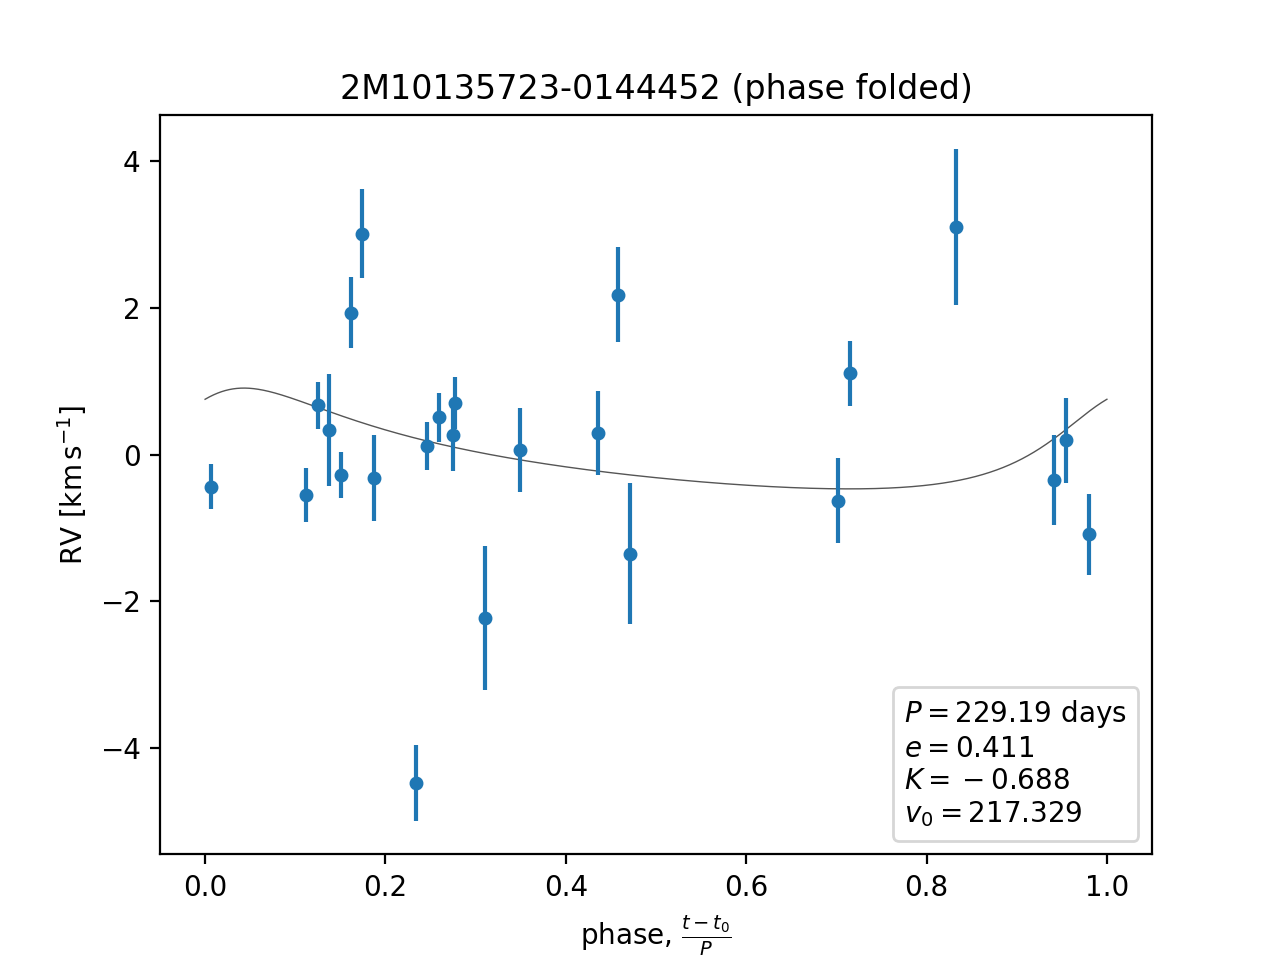 2M10135723-0144452 (phase folded)
4
2
0
−2
−4
RV [km s⁻¹]
P = 229.19 days
e = 0.411
K = −0.688
v₀ = 217.329
0.0 0.2 0.4 0.6 0.8 1.0
phase, (t − t₀)/P